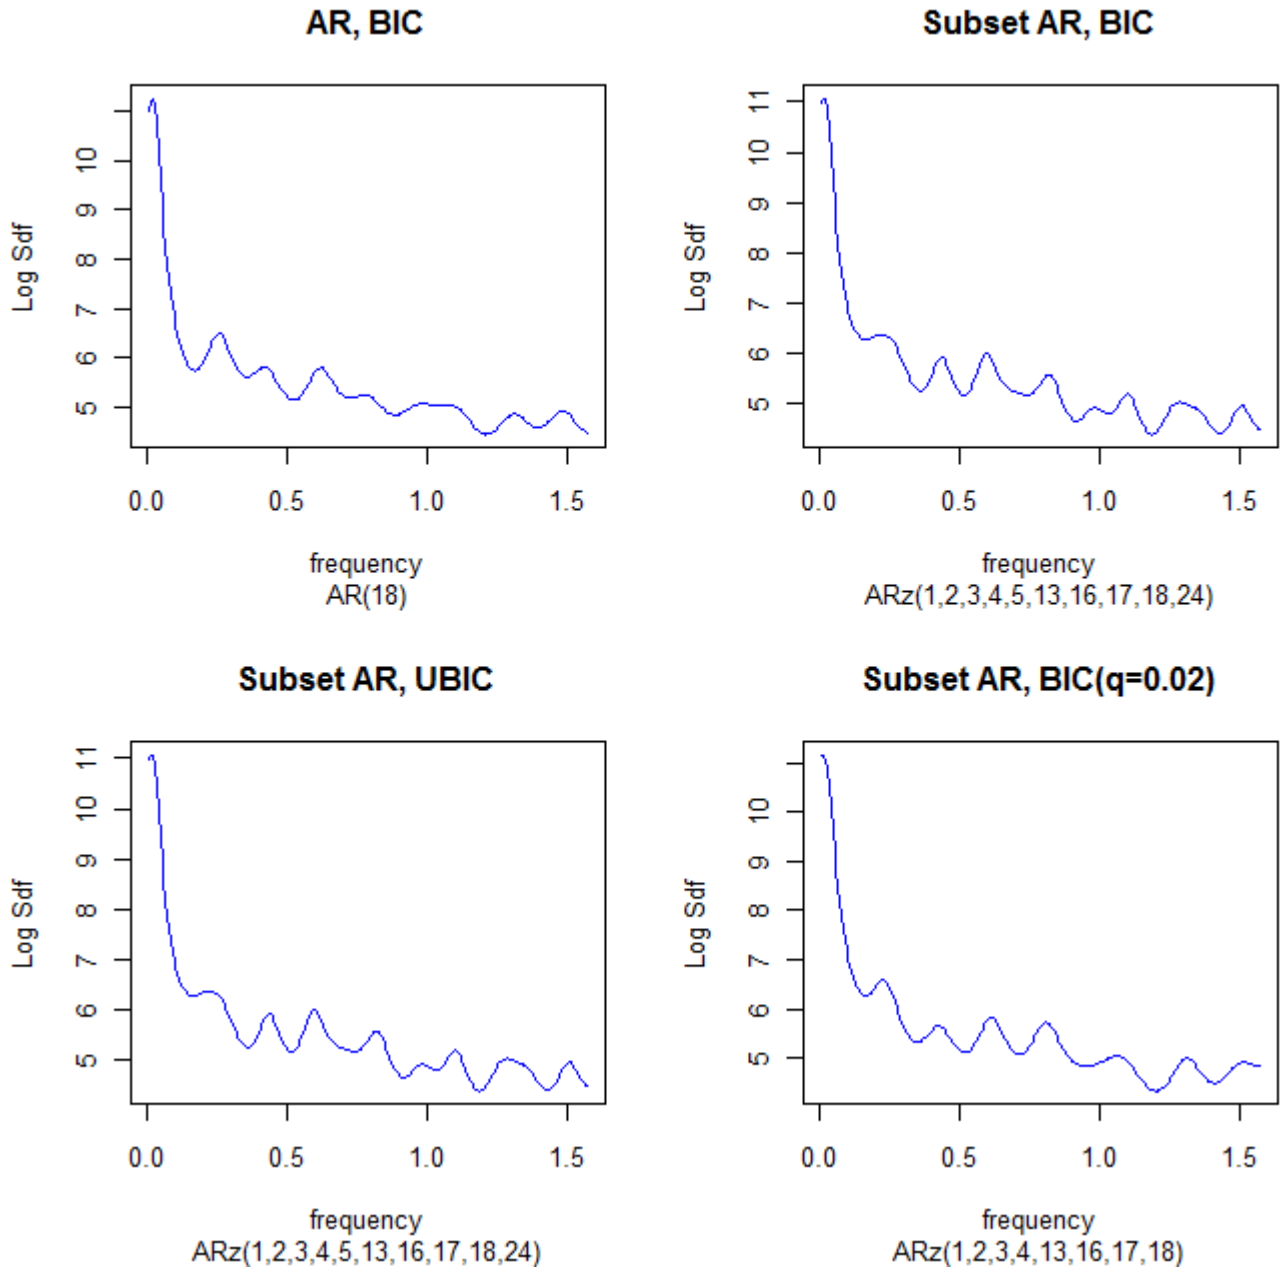 AR, BIC
Log Sdf
10
9
8
7
6
5
0.0 0.5 1.0 1.5
frequency
AR(18)
Subset AR, BIC
Log Sdf
11
10
9
8
7
6
5
0.0 0.5 1.0 1.5
frequency
ARz(1,2,3,4,5,13,16,17,18,24)
Subset AR, UBIC
Log Sdf
11
10
9
8
7
6
5
0.0 0.5 1.0 1.5
frequency
ARz(1,2,3,4,5,13,16,17,18,24)
Subset AR, BIC(q=0.02)
Log Sdf
10
9
8
7
6
5
0.0 0.5 1.0 1.5
frequency
ARz(1,2,3,4,13,16,17,18)